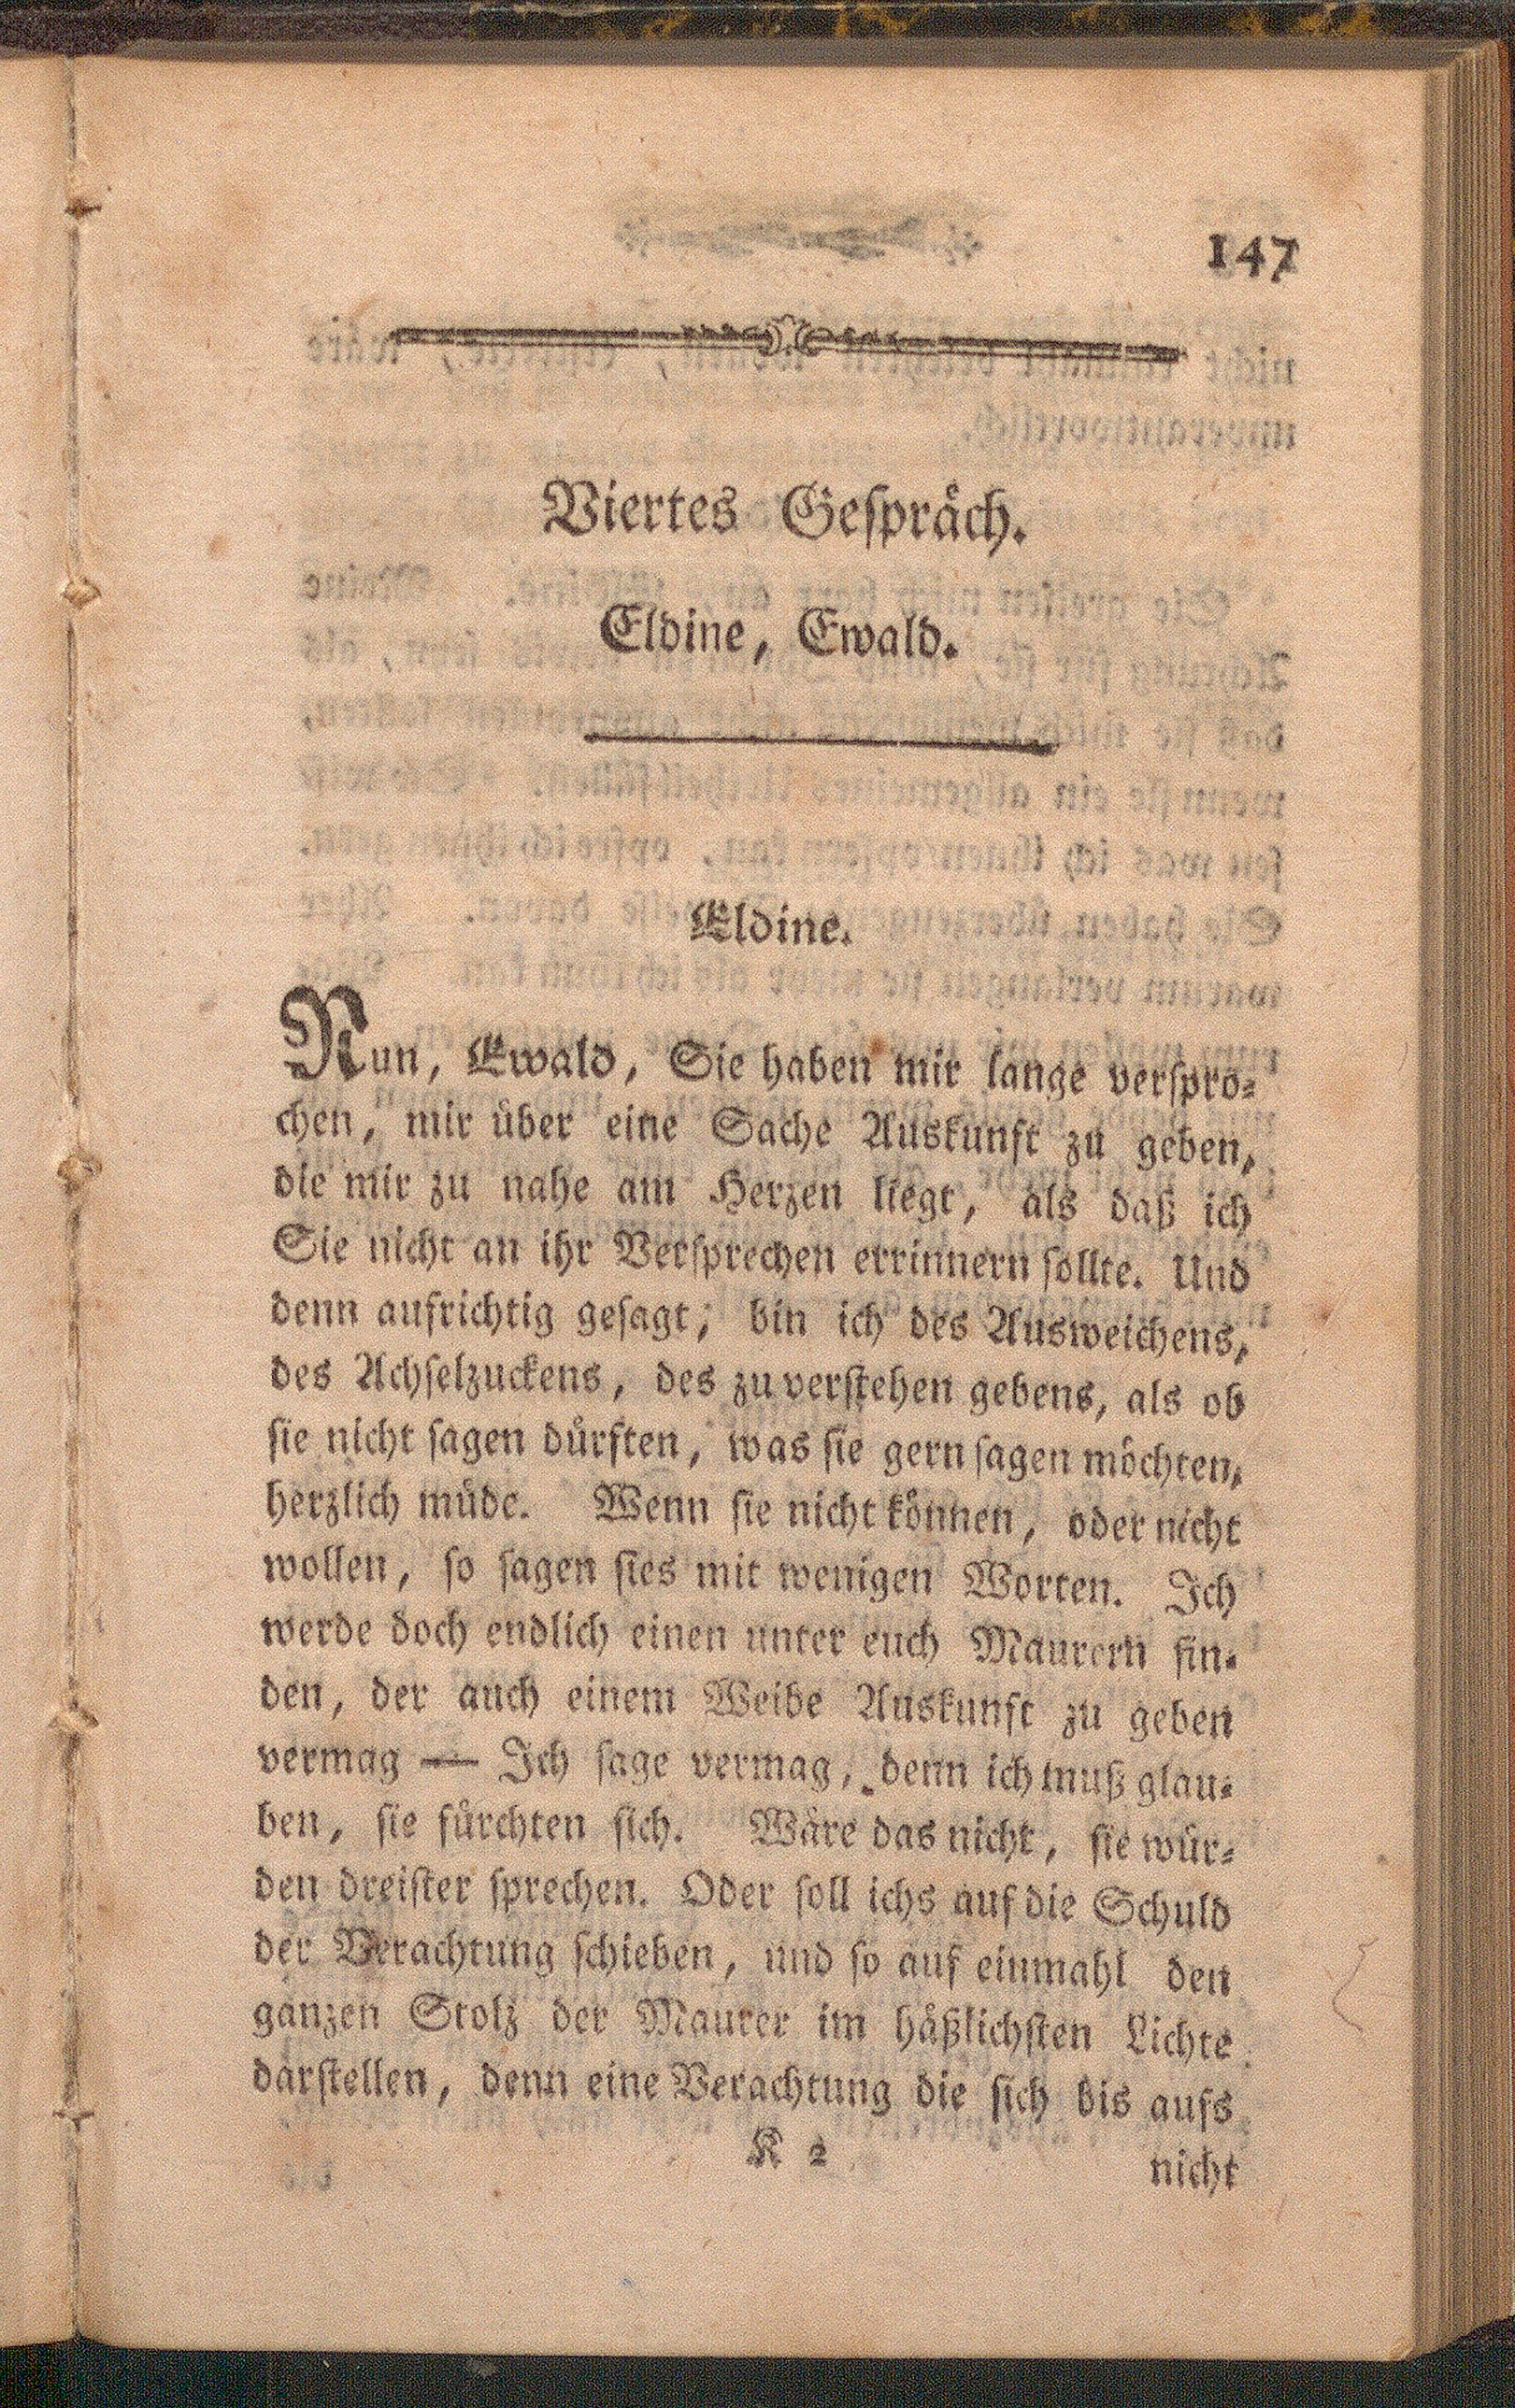 147
Viertes Geſpräch.
Eldine, Ewald.
Eldine.
Nun, Ewald, Sie haben mir lange verſpro⸗
chen, mir über eine Sache Auskunft zu geben,
die mir zu nahe am Herzen liegt, als daß ich
Sie nicht an ihr Verſprechen errinnern ſollte. Und
denn aufrichtig geſagt, bin ich des Ausweichens,
des Achſelzuckens, des zu verſtehen gebens, als ob
ſie nicht ſagen dürften, was ſie gern ſagen möchten,
herzlich müde. Wenn ſie nicht können, oder nicht
wollen, ſo ſagen ſies mit wenigen Worten. Ich
werde doch endlich einen unter euch Maurern fin⸗
den, der auch einem Weibe Auskunft zu geben
vermag — Ich ſage vermag, denn ich muß glau⸗
ben, ſie fürchten ſich. Wäre das nicht, ſie wür⸗
den dreiſter ſprechen. Oder ſoll ichs auf die Schuld
der Verachtung ſchieben, und ſo auf einmahl den
ganzen Stolz der Maurer im häßlichſten Lichte
darſtellen, denn eine Verachtung die ſich bis aufs
K 2
nicht